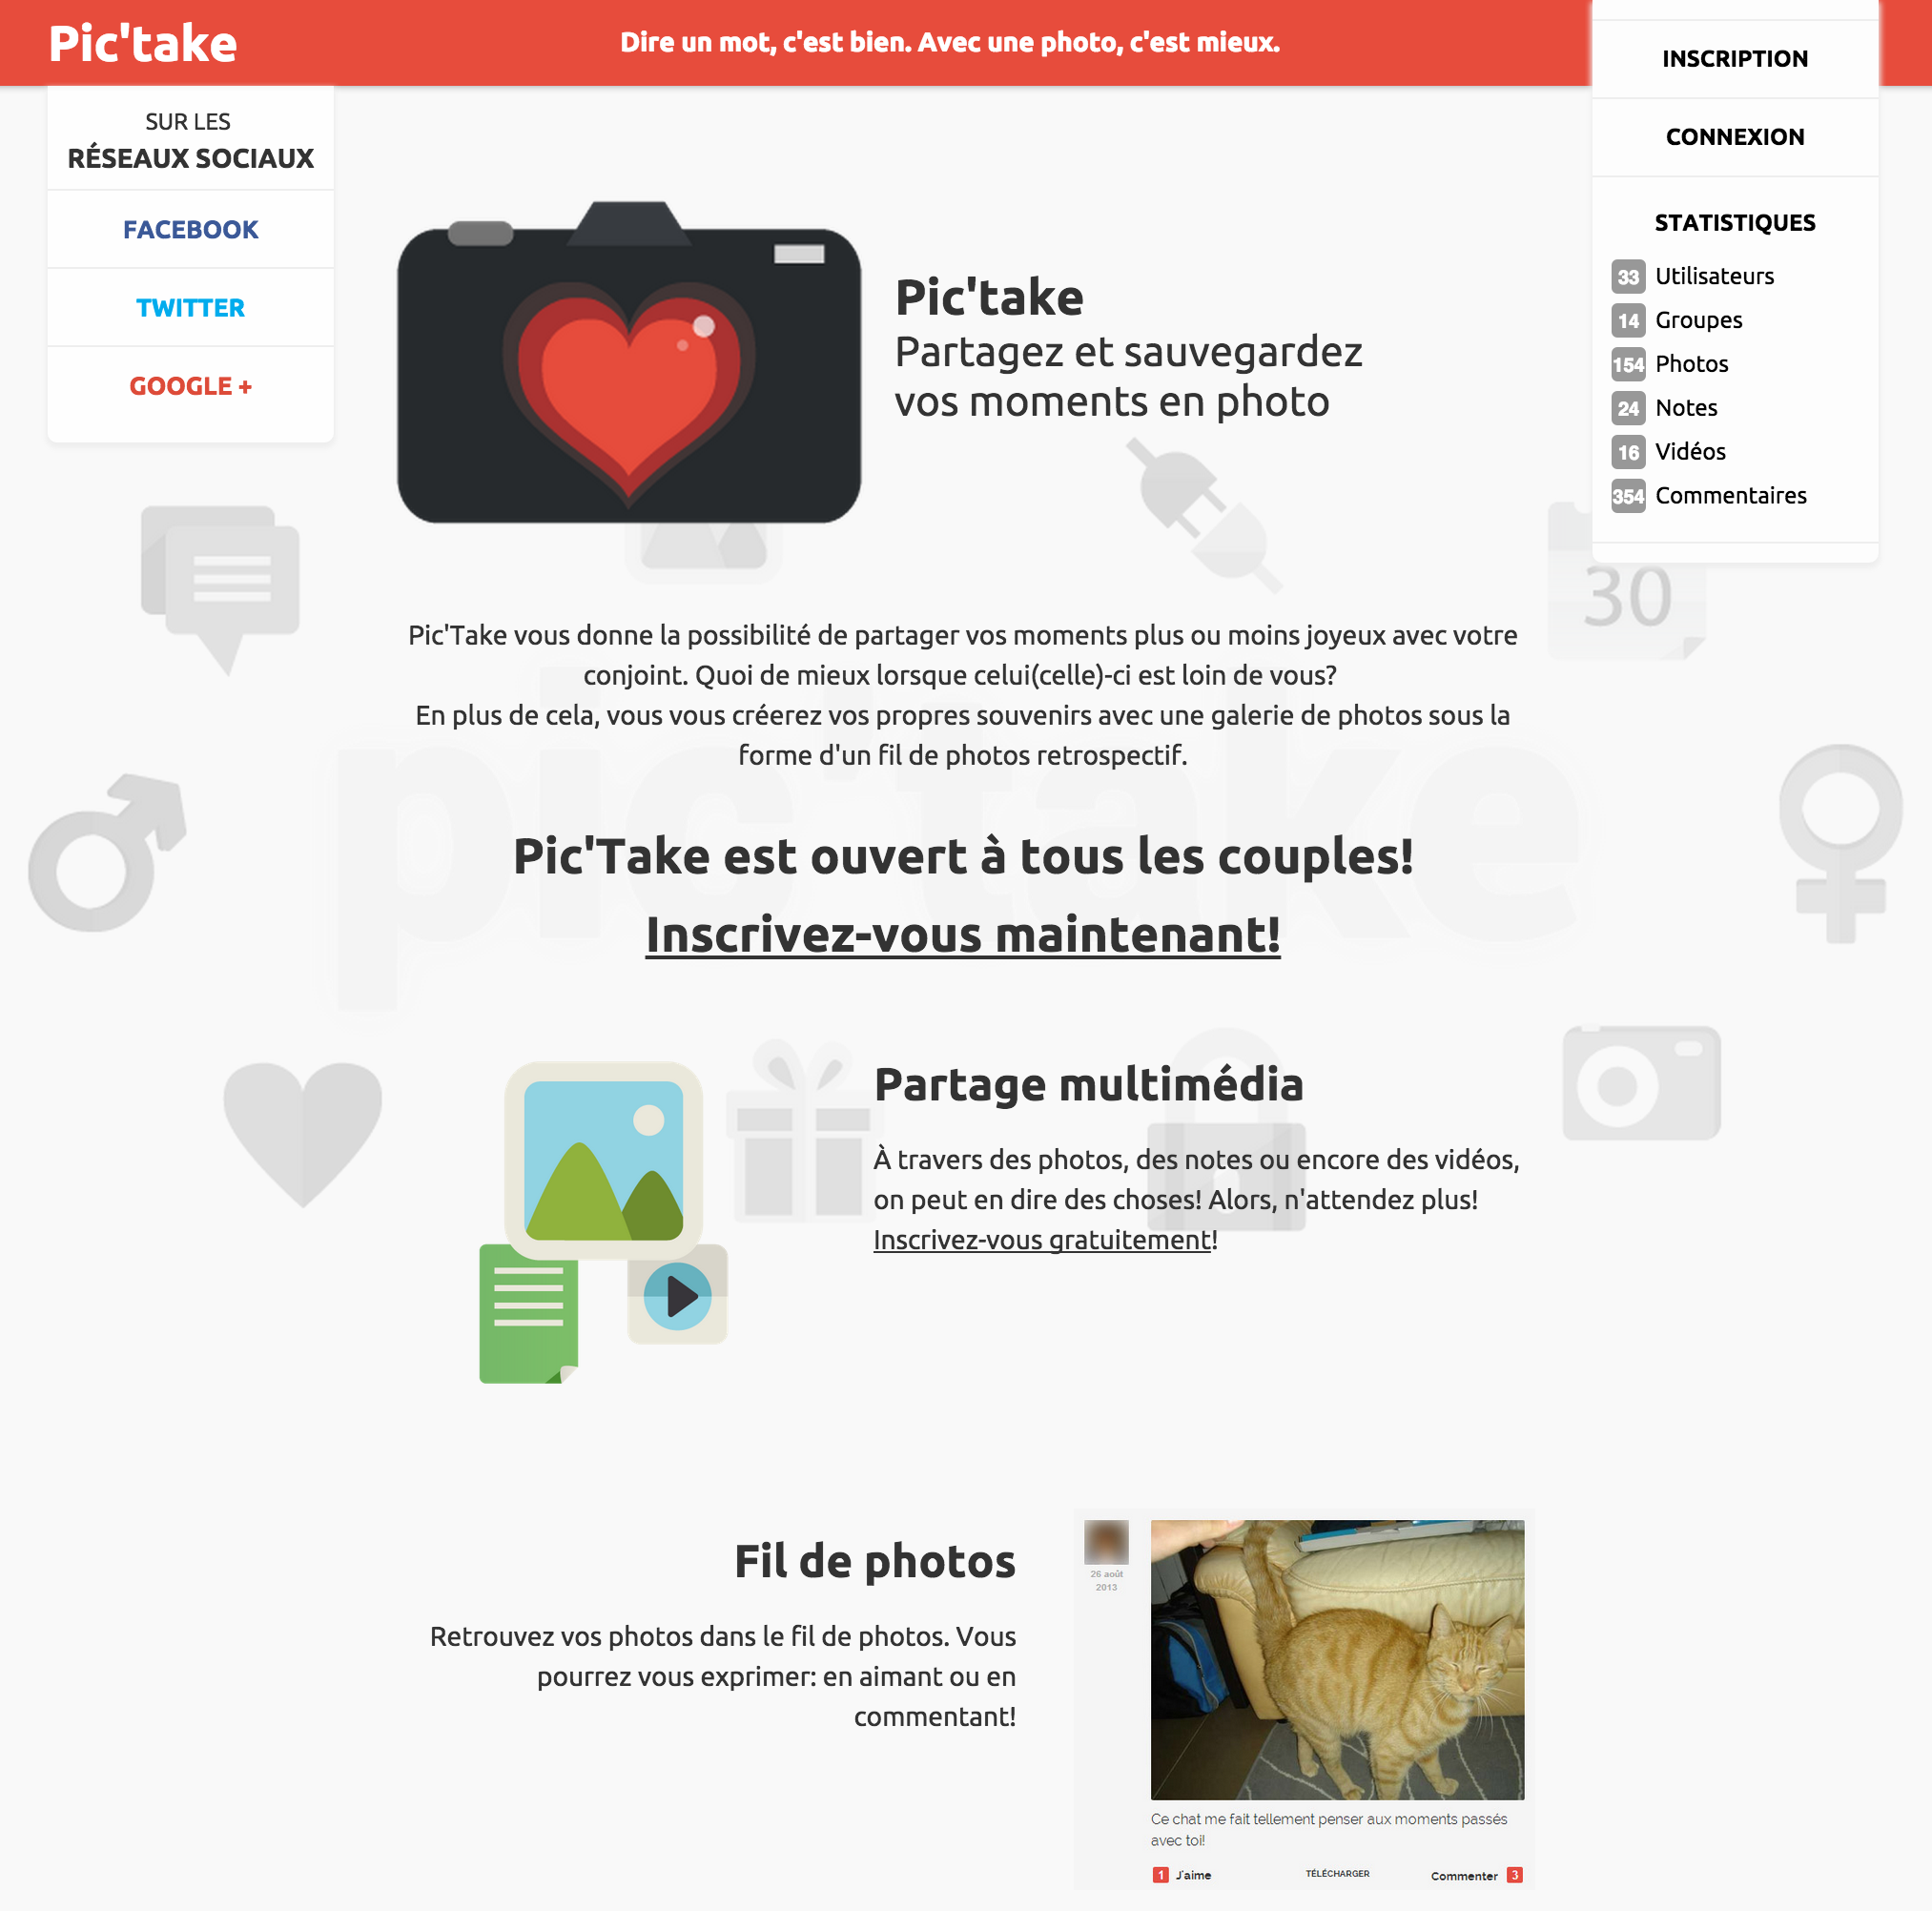 Pic'take
Dire un mot, c'est bien. Avec une photo, c'est mieux.
INSCRIPTION
CONNEXION
STATISTIQUES
33 Utilisateurs
14 Groupes
154 Photos
24 Notes
16 Vidéos
354 Commentaires
SUR LES
RÉSEAUX SOCIAUX
FACEBOOK
TWITTER
GOOGLE +
Pic'take
Partagez et sauvegardez
vos moments en photo
30
Pic'Take vous donne la possibilité de partager vos moments plus ou moins joyeux avec votre
conjoint. Quoi de mieux lorsque celui(celle)-ci est loin de vous?
En plus de cela, vous vous créerez vos propres souvenirs avec une galerie de photos sous la
forme d'un fil de photos retrospectif.
pic'take
Pic'Take est ouvert à tous les couples!
Inscrivez-vous maintenant!
Partage multimédia
À travers des photos, des notes ou encore des vidéos,
on peut en dire des choses! Alors, n'attendez plus!
Inscrivez-vous gratuitement!
Fil de photos
Retrouvez vos photos dans le fil de photos. Vous
pourrez vous exprimer: en aimant ou en
commentant!
26 août
2013
Ce chat me fait tellement penser aux moments passés
avec toi!
1 J'aime
TÉLÉCHARGER
Commenter 3